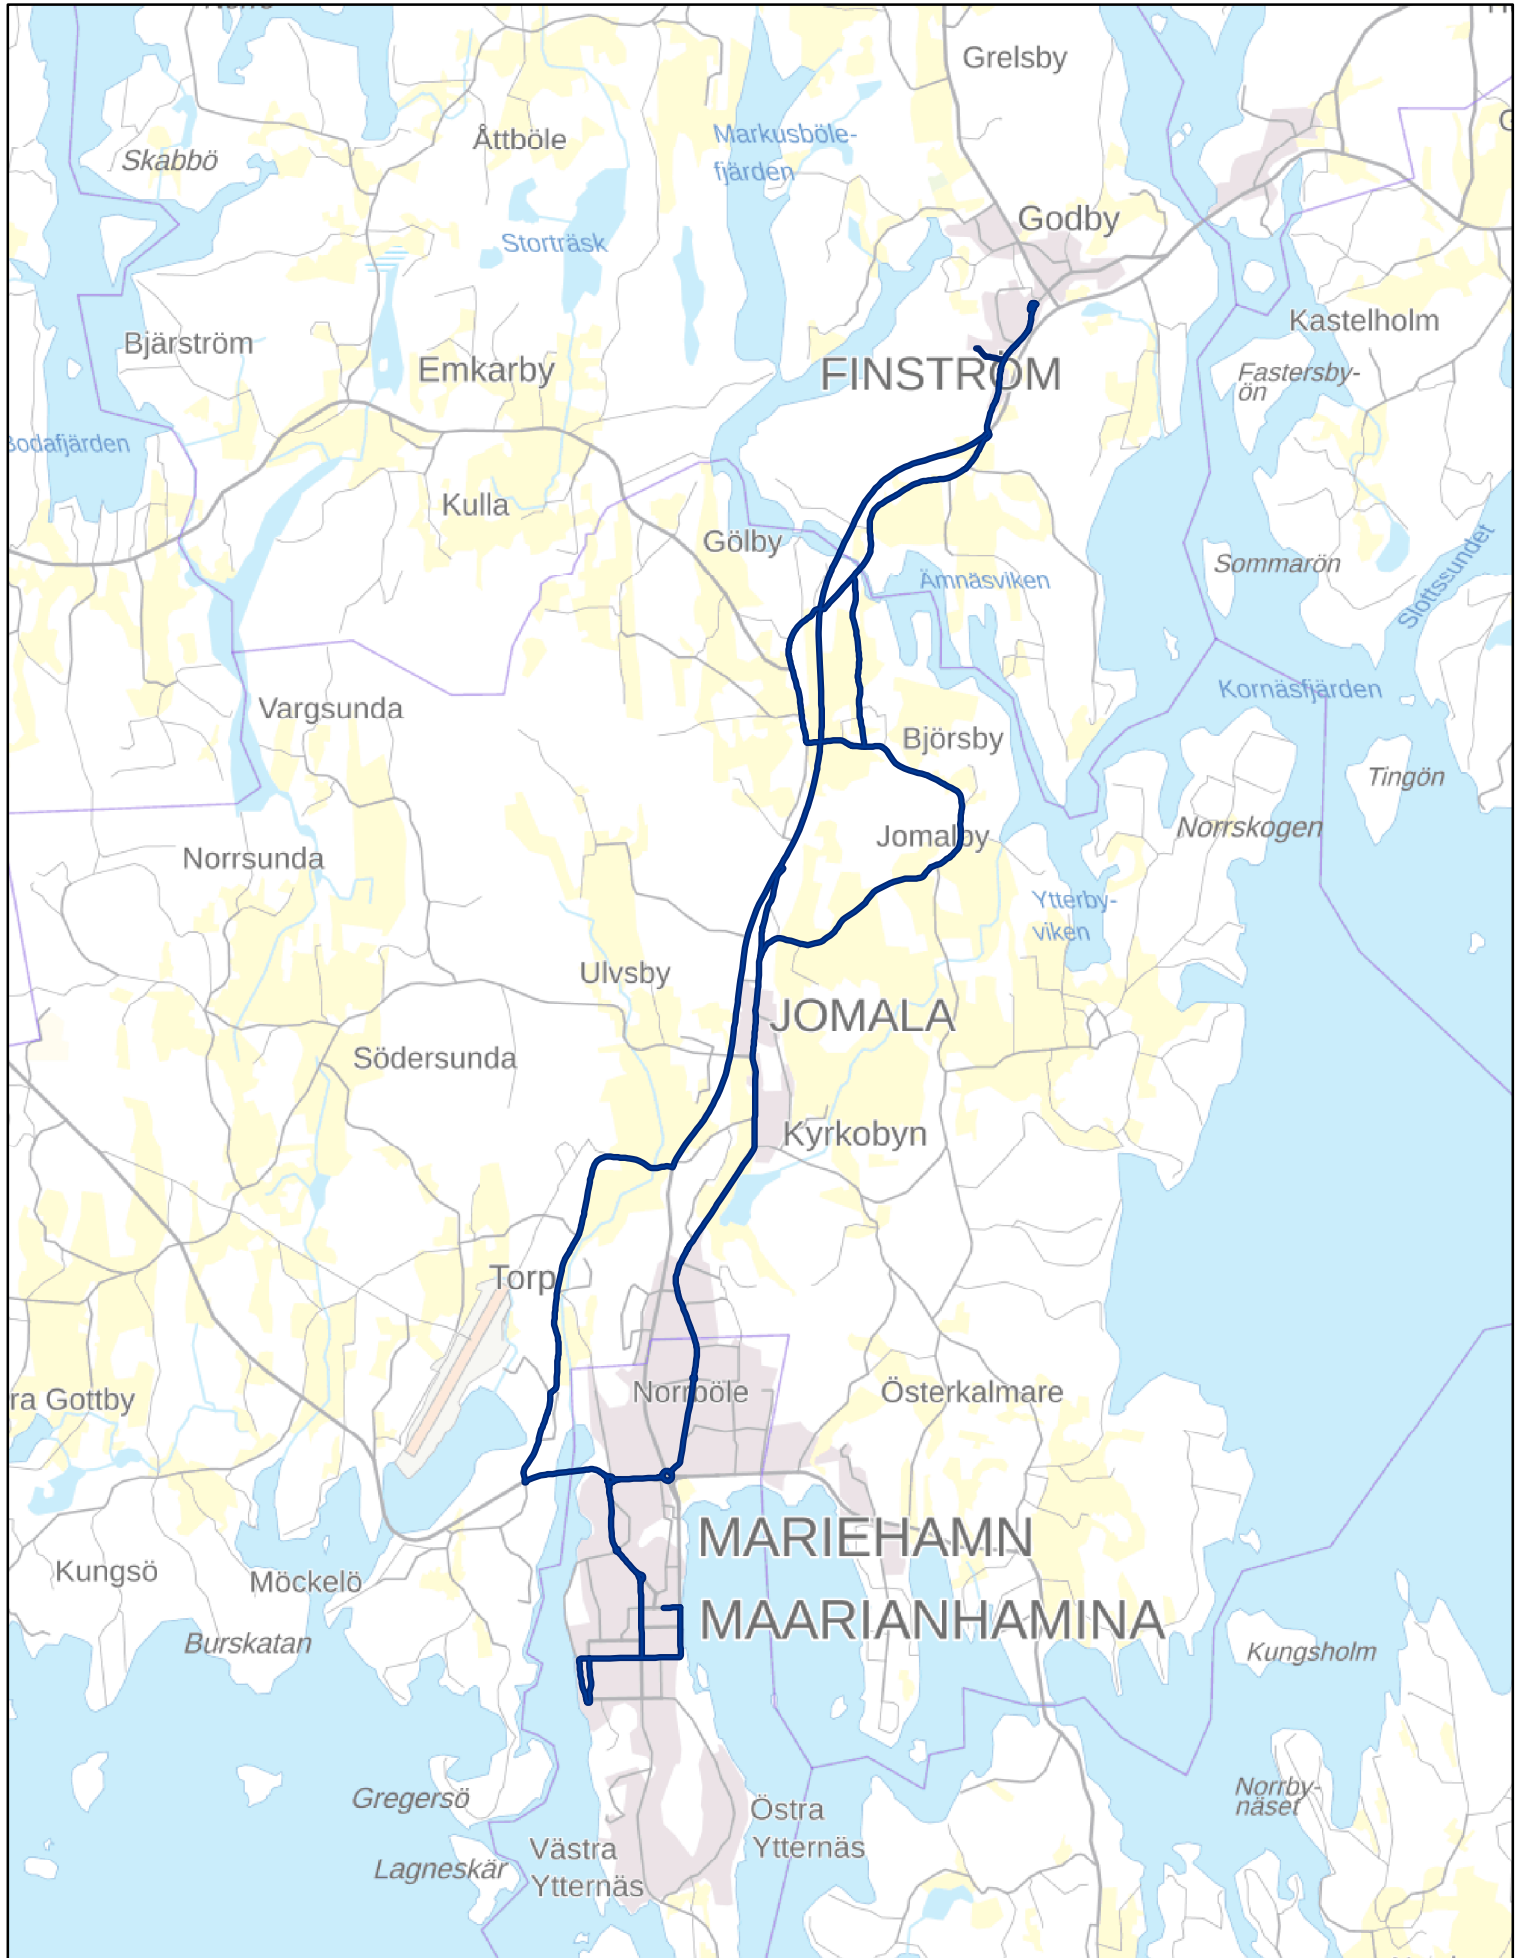 Grelsby
Åttböle
Markusböle-
fjärden
Skabbö
Godby
Storträsk
Kastelholm
Bjärström
Emkarby
FINSTRÖM
Fastersby-
ön
Bodafjärden
Kulla
Gölby
Ämnäsviken
Sommarön
Slottssundet
Kornäsfjärden
Vargsunda
Björsby
Tingön
Jomalby
Norrskogen
Norrsunda
Ytterby-
viken
Ulvsby
JOMALA
Södersunda
Kyrkobyn
Torp
Norrböle
Österkalmare
ra Gottby
MARIEHAMN
Kungsö
Möckelö
MAARIANHAMINA
Burskatan
Kungsholm
Gregersö
Norrby-
näset
Östra
Ytternäs
Västra
Ytternäs
Lagneskär